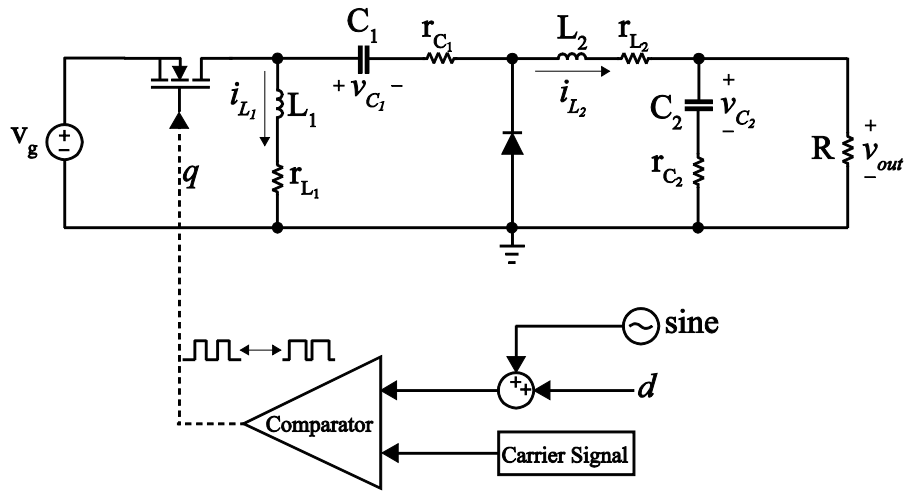 C1 rC1 L2 rL2
+ vC1 −
iL1 L1
iL2
C2 + vC2 −
vg + −
q
rL1
rC2
R + vout −
sine
+ + d
Comparator
Carrier Signal